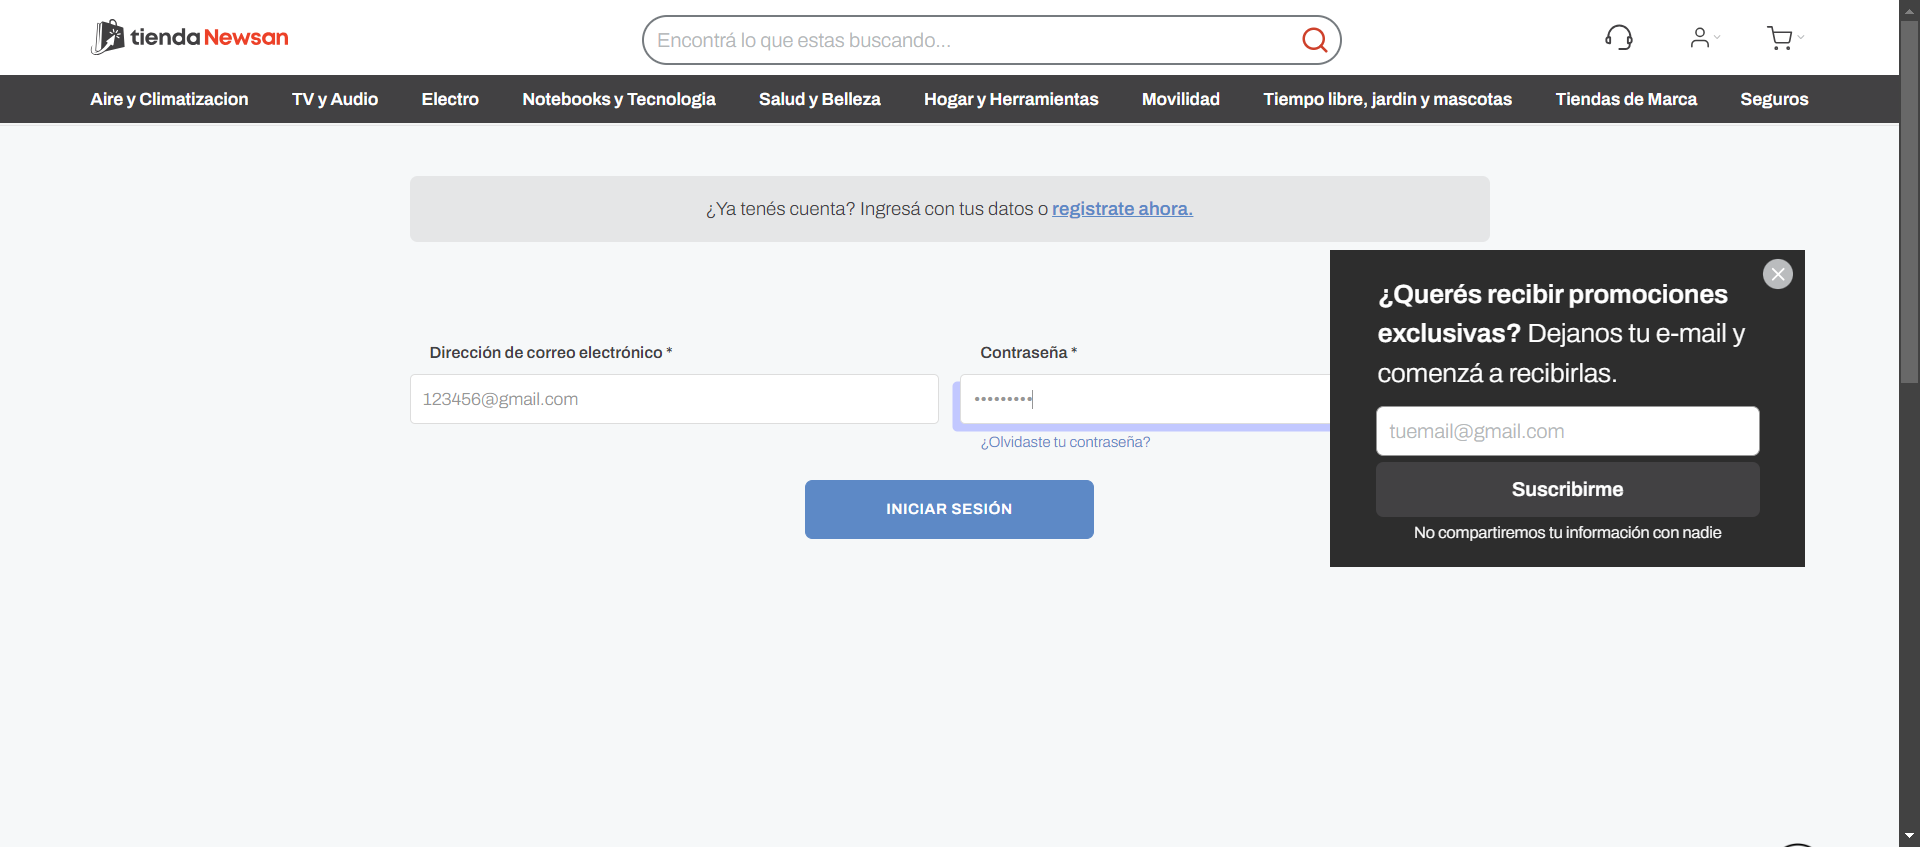 tienda Newsan
Encontrá lo que estas buscando...
Aire y Climatizacion TV y Audio Electro Notebooks y Tecnologia Salud y Belleza Hogar y Herramientas Movilidad Tiempo libre, jardin y mascotas Tiendas de Marca Seguros
¿Ya tenés cuenta? Ingresá con tus datos o registrate ahora.
Dirección de correo electrónico *
123456@gmail.com
Contraseña *
•••••••••
¿Olvidaste tu contraseña?
INICIAR SESIÓN
¿Querés recibir promociones
exclusivas? Dejanos tu e-mail y
comenzá a recibirlas.
tuemail@gmail.com
Suscribirme
No compartiremos tu información con nadie